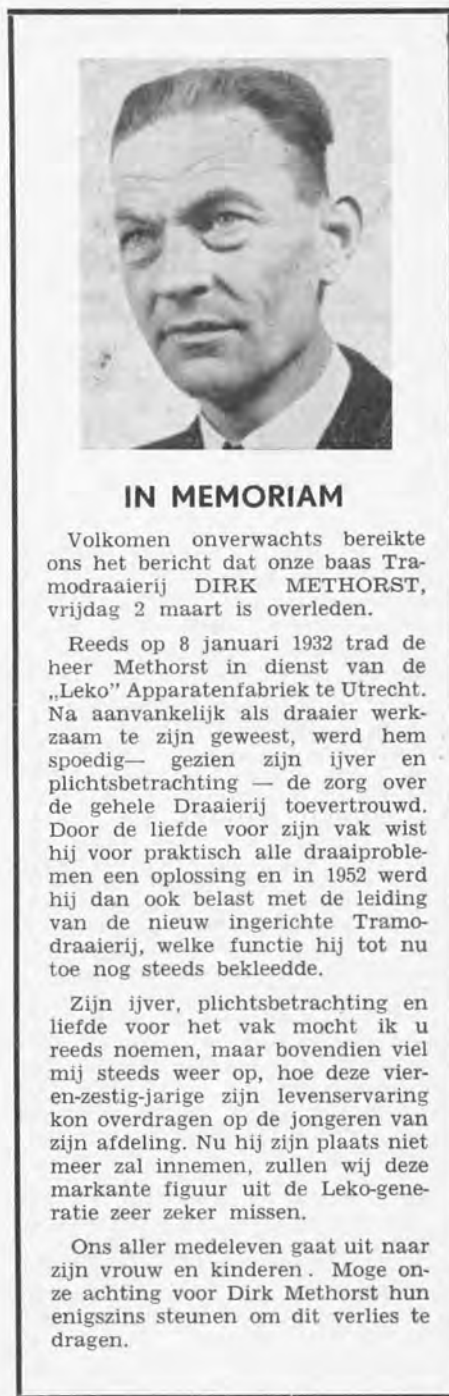 IN MEMORIAM
Volkomen onverwachts bereikte
ons het bericht dat onze baas Tra-
modraaierij DIRK METHORST,
vrijdag 2 maart is overleden.
Reeds op 8 januari 1932 trad de
heer Methorst in dienst van de
„Leko” Apparatenfabriek te Utrecht.
Na aanvankelijk als draaier werk-
zaam te zijn geweest, werd hem
spoedig— gezien zijn ijver en
plichtsbetrachting — de zorg over
de gehele Draaierij toevertrouwd.
Door de liefde voor zijn vak wist
hij voor praktisch alle draaiproble-
men een oplossing en in 1952 werd
hij dan ook belast met de leiding
van de nieuw ingerichte Tramo-
draaierij, welke functie hij tot nu
toe nog steeds bekleedde.
Zijn ijver, plichtsbetrachting en
liefde voor het vak mocht ik u
reeds noemen, maar bovendien viel
mij steeds weer op, hoe deze vier-
en-zestig-jarige zijn levenservaring
kon overdragen op de jongeren van
zijn afdeling. Nu hij zijn plaats niet
meer zal innemen, zullen wij deze
markante figuur uit de Leko-gene-
ratie zeer zeker missen.
Ons aller medeleven gaat uit naar
zijn vrouw en kinderen . Moge on-
ze achting voor Dirk Methorst hun
enigszins steunen om dit verlies te
dragen.